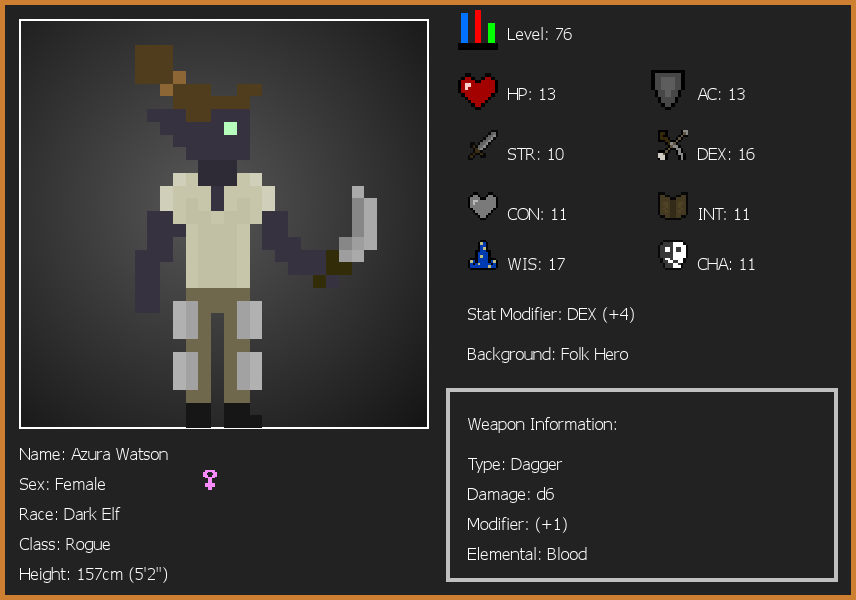 Level: 76
HP: 13
AC: 13
STR: 10
DEX: 16
CON: 11
INT: 11
WIS: 17
CHA: 11
Stat Modifier: DEX (+4)
Background: Folk Hero
Weapon Information:
Type: Dagger
Damage: d6
Modifier: (+1)
Elemental: Blood
Name: Azura Watson
Sex: Female
Race: Dark Elf
Class: Rogue
Height: 157cm (5'2")